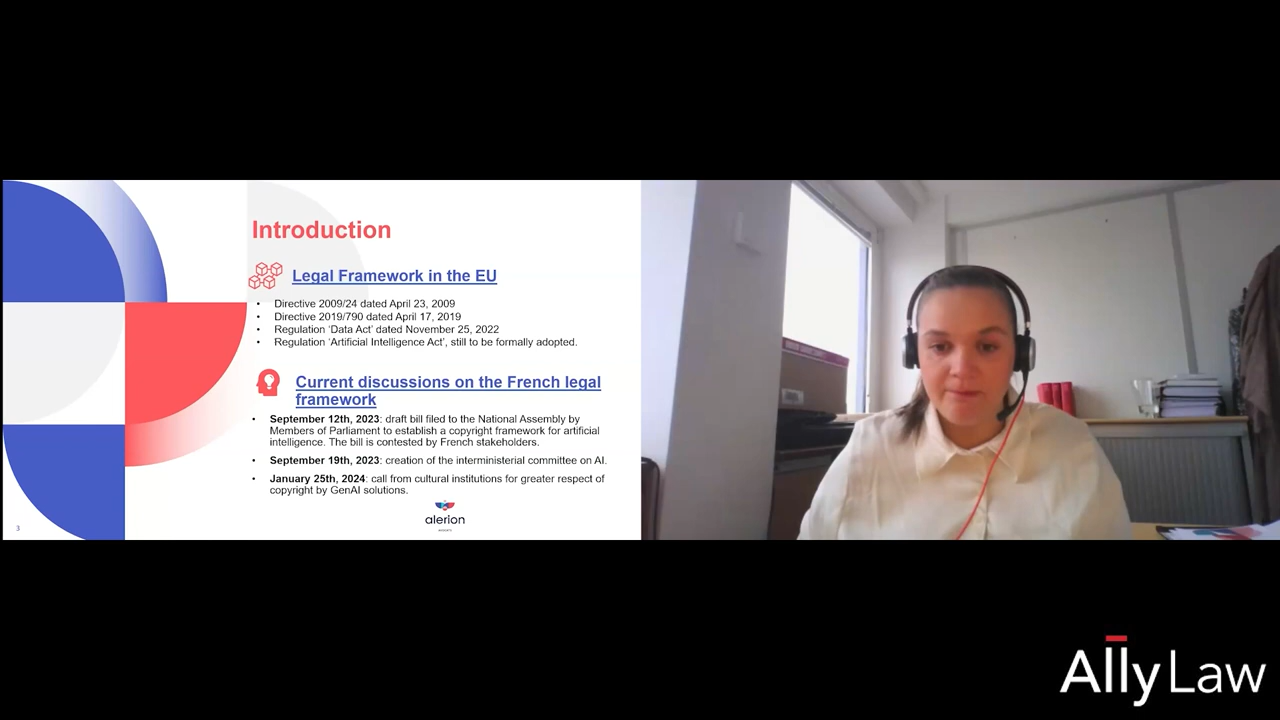 Introduction
Legal Framework in the EU
• Directive 2009/24 dated April 23, 2009
• Directive 2019/790 dated April 17, 2019
• Regulation ‘Data Act’ dated November 25, 2022
• Regulation ‘Artificial Intelligence Act’, still to be formally adopted.
Current discussions on the French legal
framework
• September 12th, 2023: draft bill filed to the National Assembly by
Members of Parliament to establish a copyright framework for artificial
intelligence. The bill is contested by French stakeholders.
• September 19th, 2023: creation of the interministerial committee on AI.
• January 25th, 2024: call from cultural institutions for greater respect of
copyright by GenAI solutions.
alerion
3
Ally Law